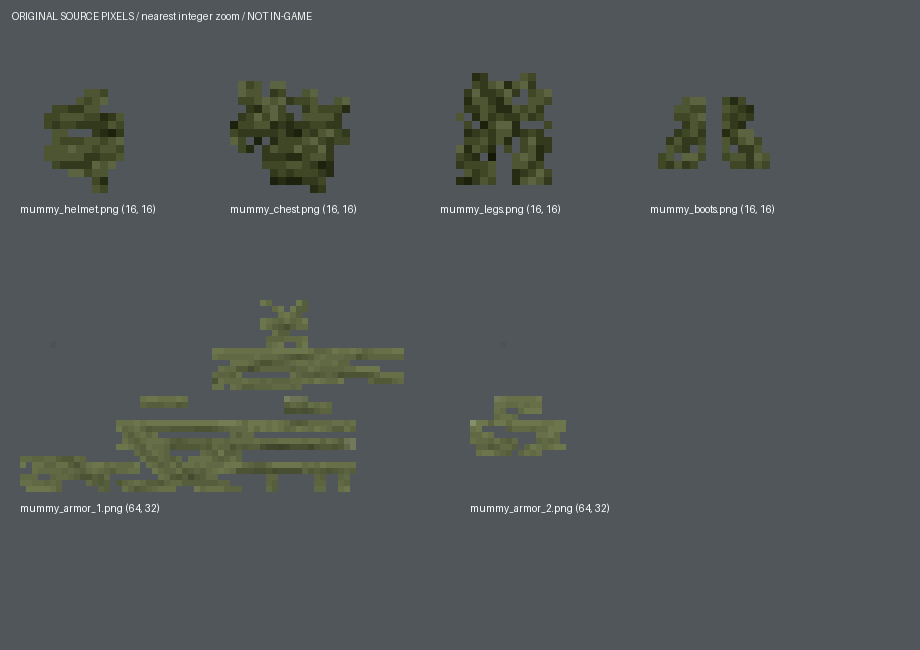 ORIGINAL SOURCE PIXELS / nearest integer zoom / NOT IN-GAME
mummy_helmet.png (16, 16)
mummy_chest.png (16, 16)
mummy_legs.png (16, 16)
mummy_boots.png (16, 16)
mummy_armor_1.png (64, 32)
mummy_armor_2.png (64, 32)